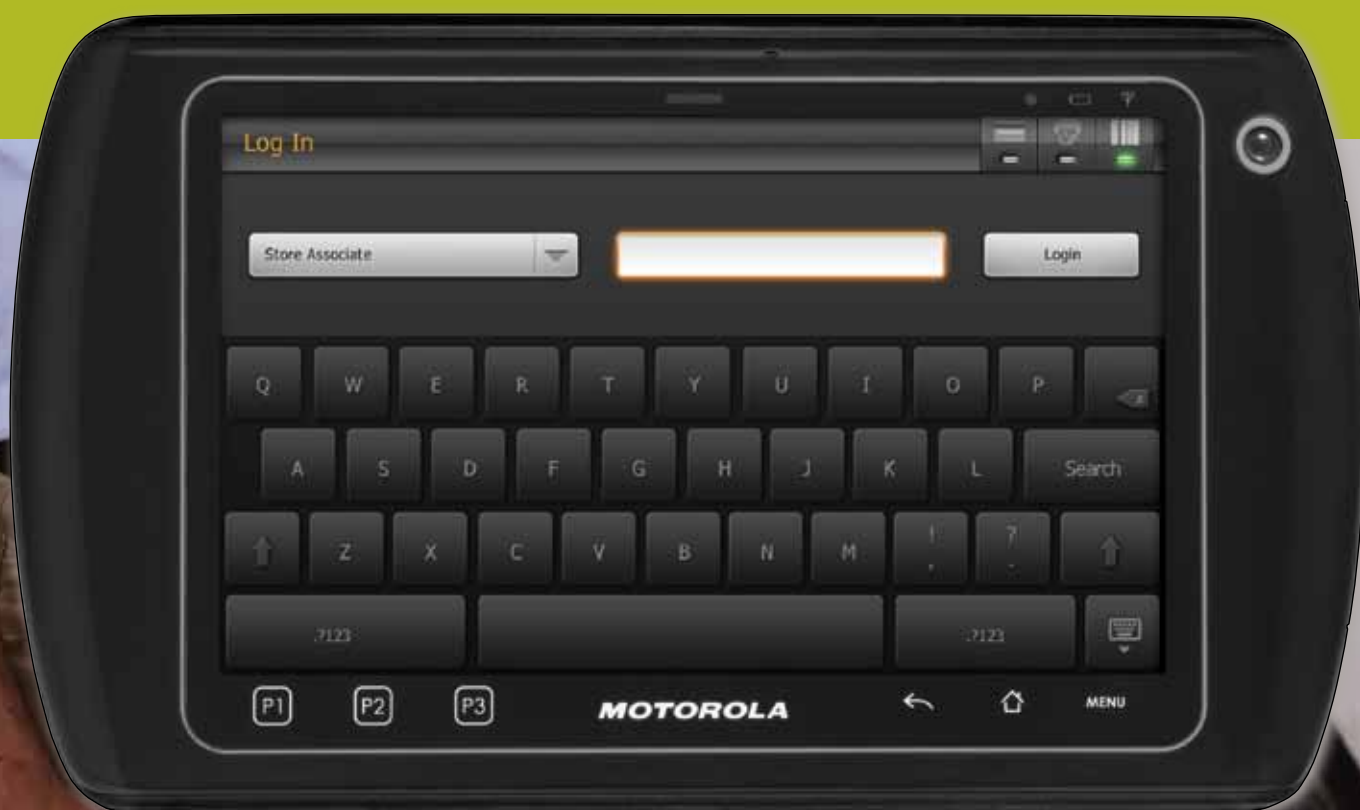 Log In
Store Associate
Login
Q W E R T Y U I O P
A S D F G H J K L Search
Z X C V B N M ! ?
, .
.?123 .?123
P1 P2 P3 MOTOROLA MENU